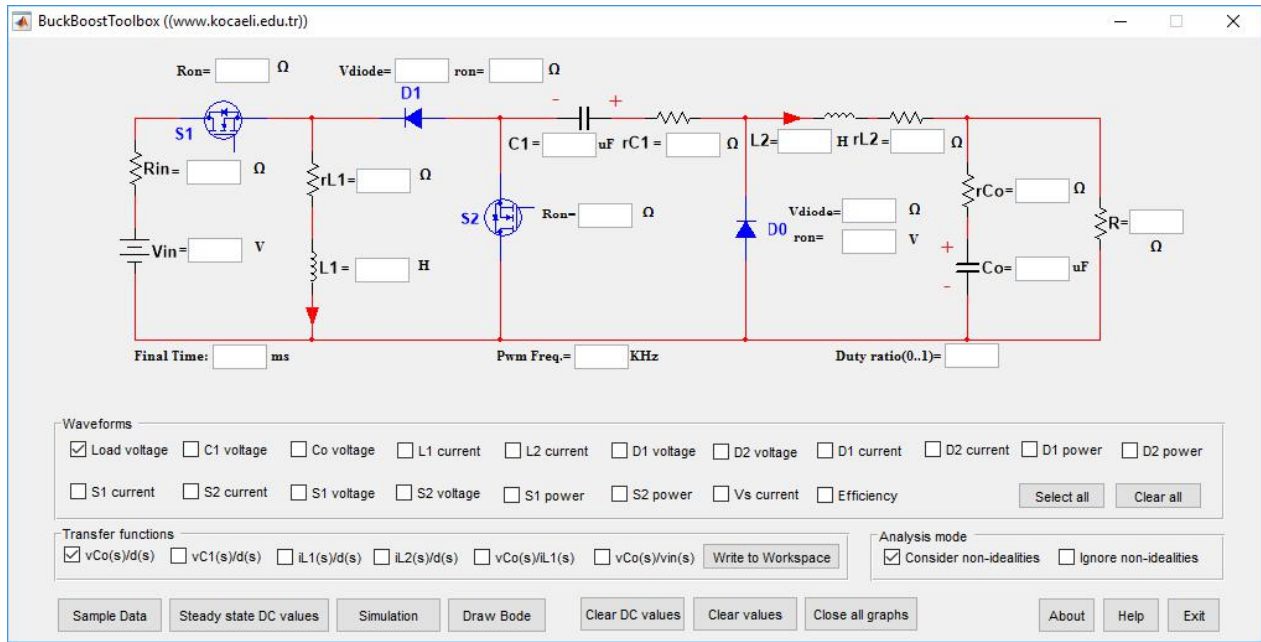 BuckBoostToolbox ((www.kocaeli.edu.tr))
Ron= Ω
Vdiode= ron= Ω
D1
S1
- +
C1= uF rC1= Ω
L2= H rL2= Ω
Rin= Ω
rL1= Ω
S2
Ron= Ω
Vdiode= Ω
ron= V
D0
rCo= Ω
R=
Ω
Vin= V
L1= H
+
Co= uF
-
Final Time: ms
Pwm Freq.= KHz
Duty ratio(0..1)=
Waveforms
Load voltage C1 voltage Co voltage L1 current L2 current D1 voltage D2 voltage D1 current D2 current D1 power D2 power
S1 current S2 current S1 voltage S2 voltage S1 power S2 power Vs current Efficiency Select all Clear all
Transfer functions
vCo(s)/d(s) vC1(s)/d(s) iL1(s)/d(s) iL2(s)/d(s) vCo(s)/iL1(s) vCo(s)/vin(s) Write to Workspace
Analysis mode
Consider non-idealities Ignore non-idealities
Sample Data Steady state DC values Simulation Draw Bode Clear DC values Clear values Close all graphs About Help Exit